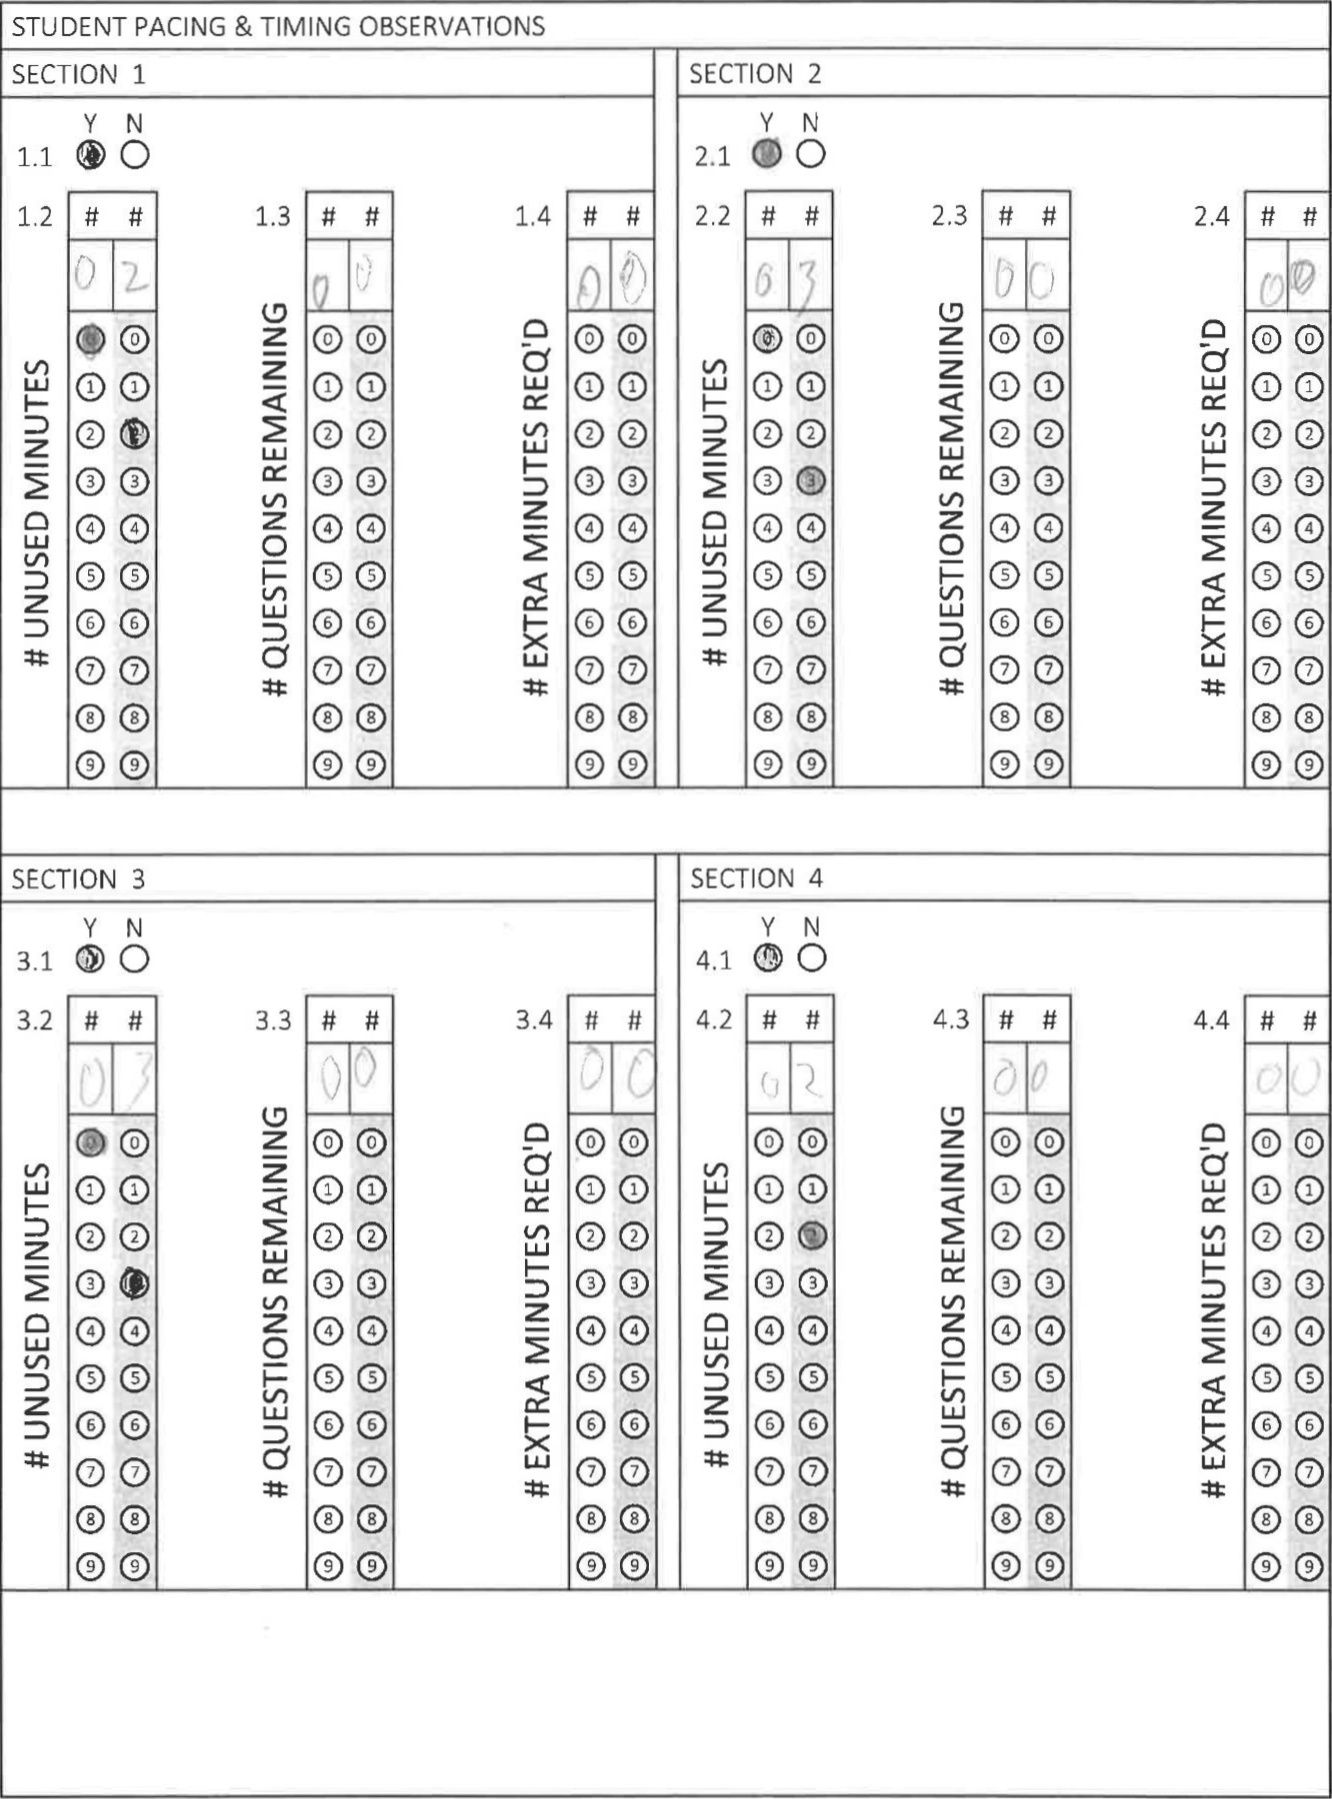 STUDENT PACING & TIMING OBSERVATIONS
SECTION 1
Y N
1.1
1.2 # # 1.3 # # 1.4 # #
0 2 0 0 0 0
# UNUSED MINUTES
# QUESTIONS REMAINING
# EXTRA MINUTES REQ'D
0 0 0 0 0
1 1 1 1 1 1
2 2 2 2 2
3 3 3 3 3 3
4 4 4 4 4 4
5 5 5 5 5 5
6 6 6 6 6 6
7 7 7 7 7 7
8 8 8 8 8 8
9 9 9 9 9 9
SECTION 2
Y N
2.1
2.2 # # 2.3 # # 2.4 # #
0 3 0 0 0 0
# UNUSED MINUTES
# QUESTIONS REMAINING
# EXTRA MINUTES REQ'D
0 0 0 0 0 0
1 1 1 1 1 1
2 2 2 2 2 2
3 3 3 3 3 3
4 4 4 4 4 4
5 5 5 5 5 5
6 6 6 6 6 6
7 7 7 7 7 7
8 8 8 8 8 8
9 9 9 9 9 9
SECTION 3
Y N
3.1
3.2 # # 3.3 # # 3.4 # #
0 3 0 0 0 0
# UNUSED MINUTES
# QUESTIONS REMAINING
# EXTRA MINUTES REQ'D
0 0 0 0 0 0
1 1 1 1 1 1
2 2 2 2 2 2
3 3 3 3 3
4 4 4 4 4 4
5 5 5 5 5 5
6 6 6 6 6 6
7 7 7 7 7 7
8 8 8 8 8 8
9 9 9 9 9 9
SECTION 4
Y N
4.1
4.2 # # 4.3 # # 4.4 # #
0 2 0 0 0 0
# UNUSED MINUTES
# QUESTIONS REMAINING
# EXTRA MINUTES REQ'D
0 0 0 0 0 0
1 1 1 1 1 1
2 2 2 2 2 2
3 3 3 3 3 3
4 4 4 4 4 4
5 5 5 5 5 5
6 6 6 6 6 6
7 7 7 7 7 7
8 8 8 8 8 8
9 9 9 9 9 9